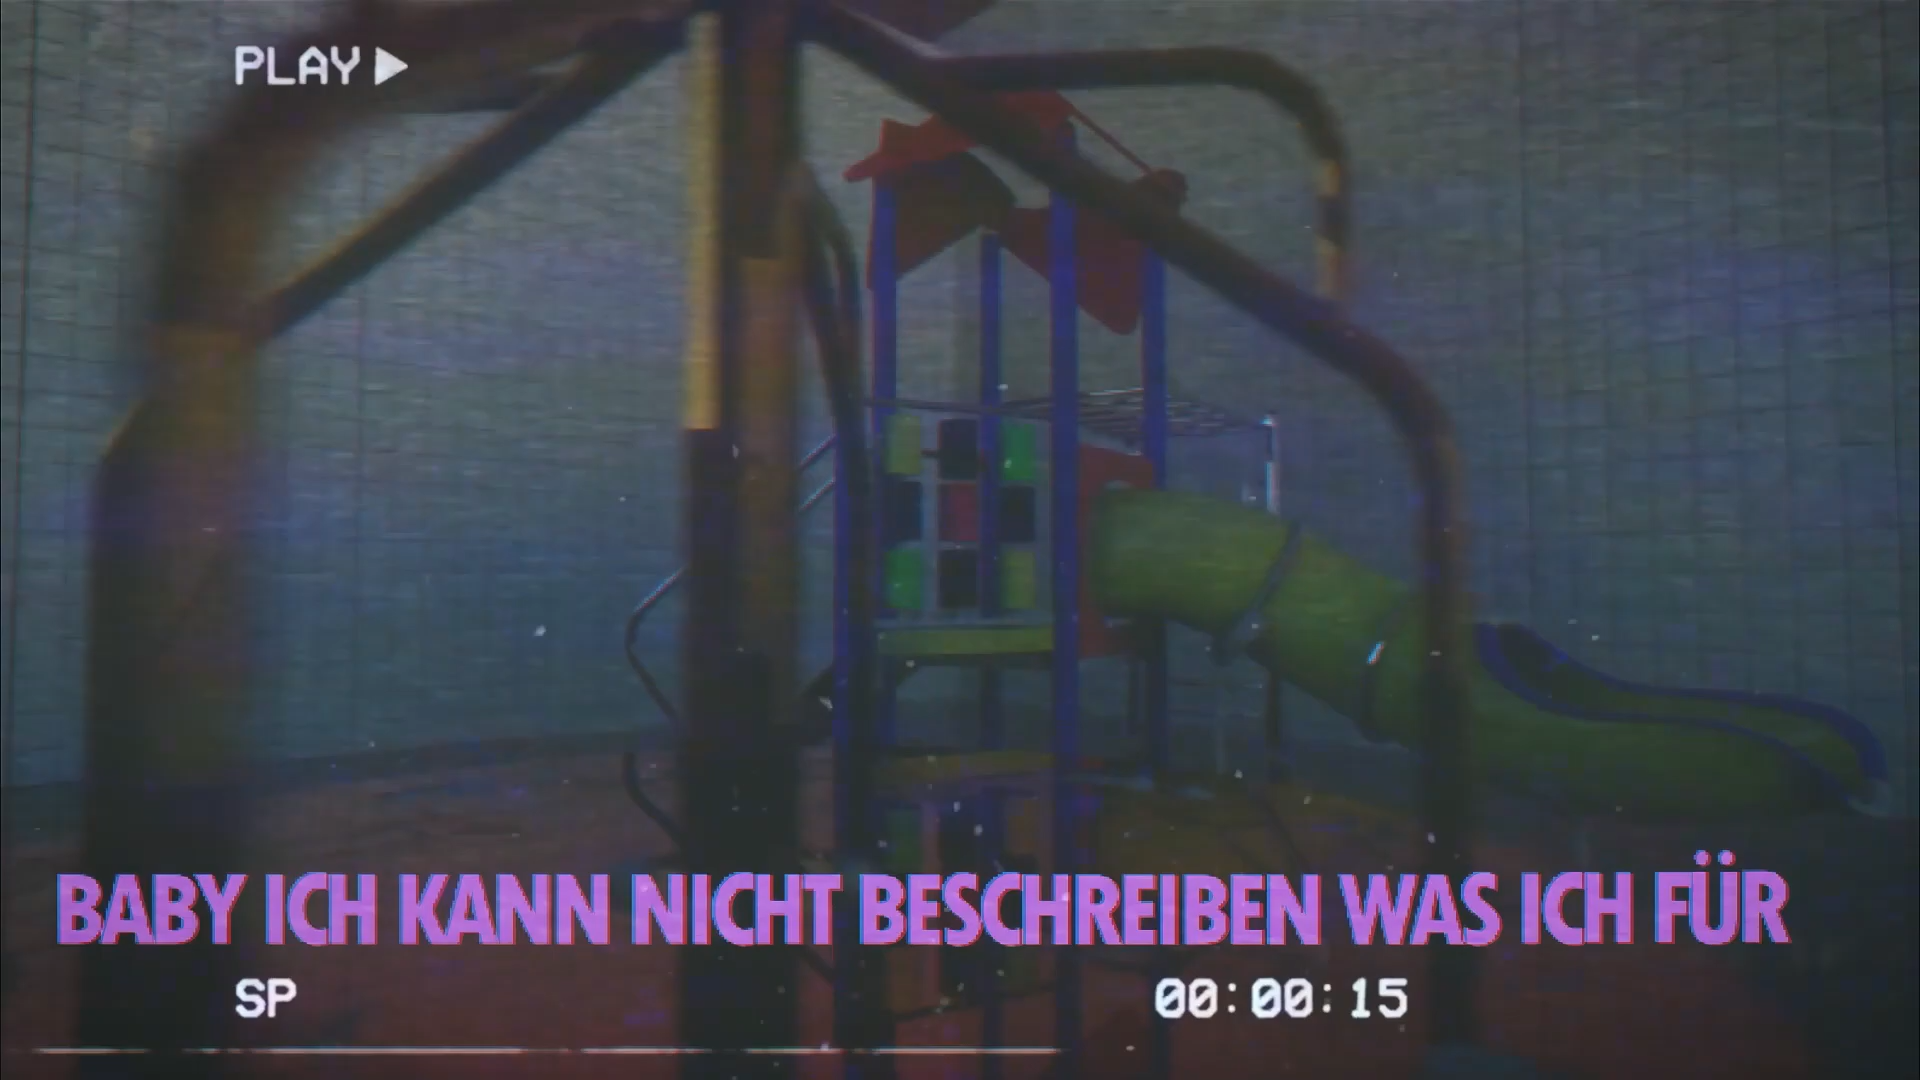 PLAY
BABY ICH KANN NICHT BESCHREIBEN WAS ICH FÜR
SP
00:00:15